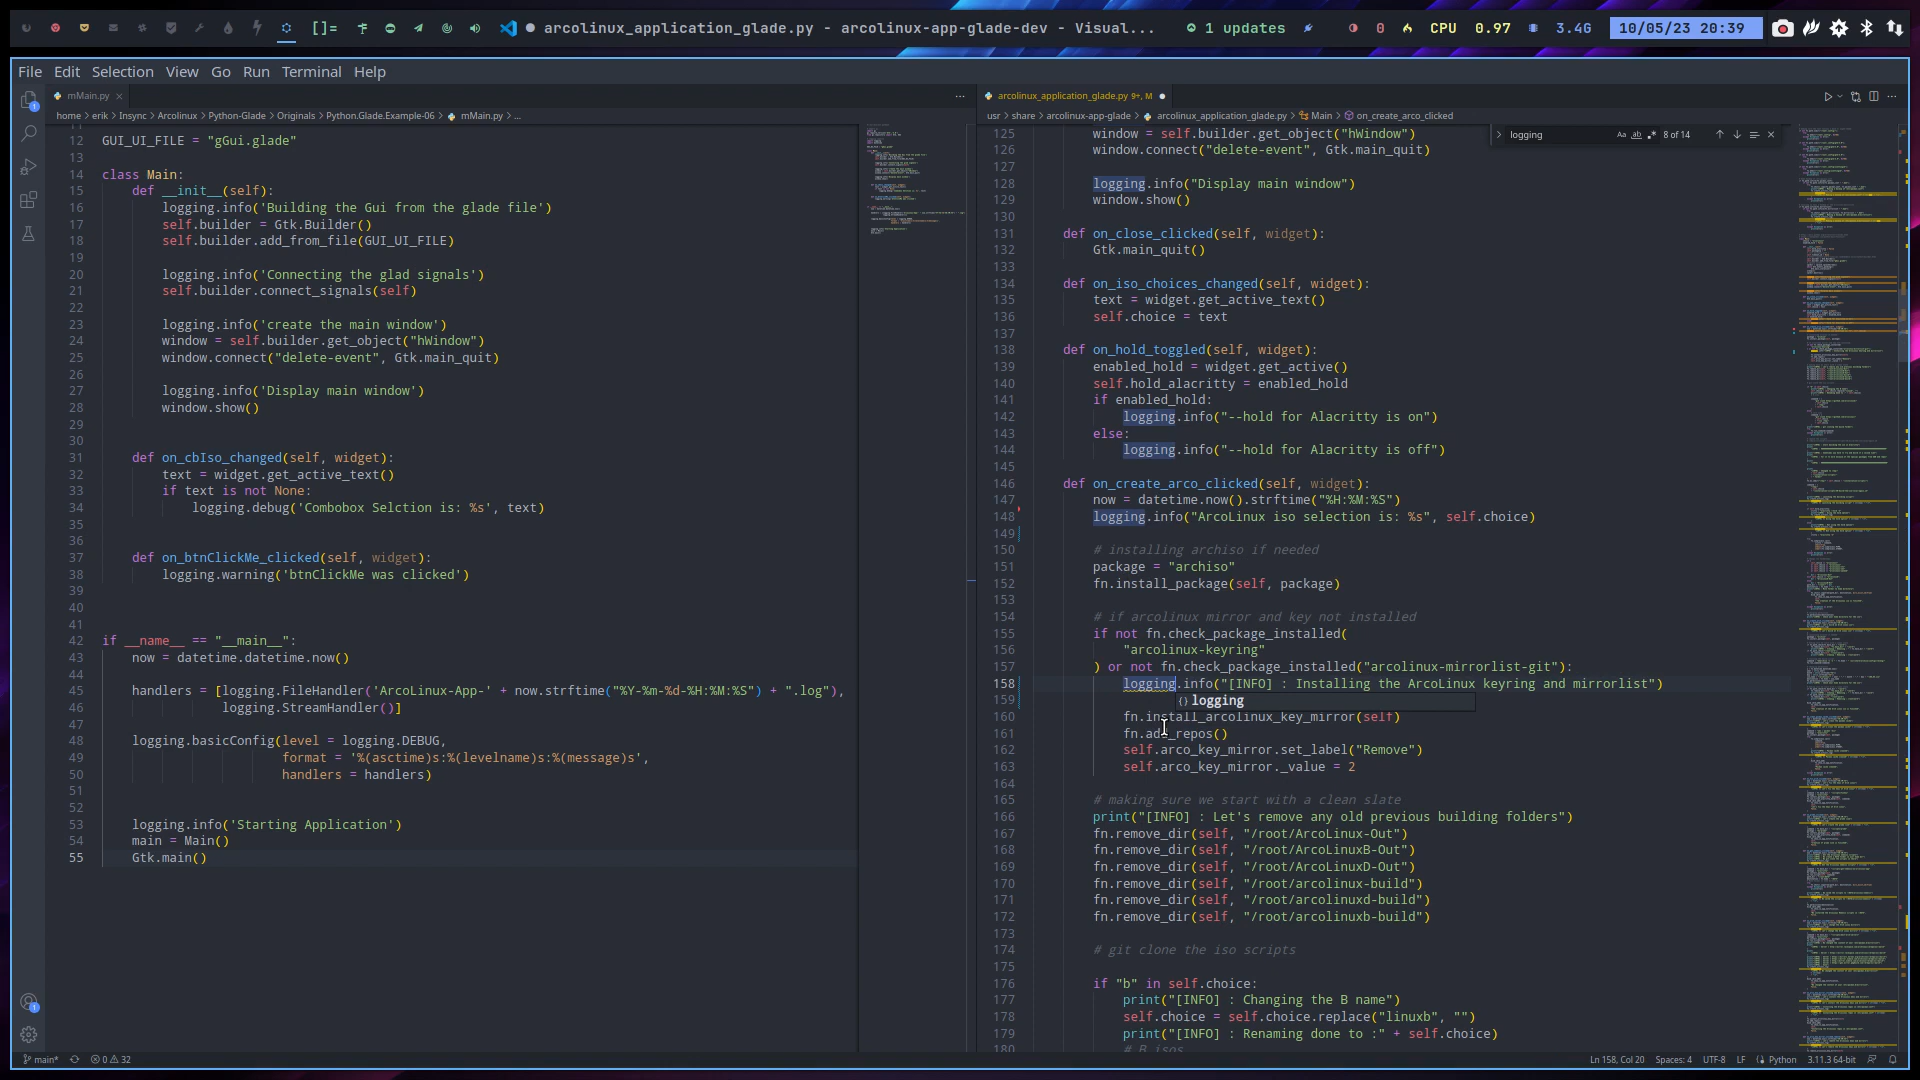 []=
arcolinux_application_glade.py - arcolinux-app-glade-dev - Visual...
1 updates
0
CPU 0.97
3.4G
10/05/23 20:39
File Edit Selection View Go Run Terminal Help
mMain.py
home > erik > Insync > Arcolinux > Python-Glade > Originals > Python.Glade.Example-06 > mMain.py > ...
12 GUI_UI_FILE = "gGui.glade"
13
14 class Main:
15 def __init__(self):
16 logging.info('Building the Gui from the glade file')
17 self.builder = Gtk.Builder()
18 self.builder.add_from_file(GUI_UI_FILE)
19
20 logging.info('Connecting the glad signals')
21 self.builder.connect_signals(self)
22
23 logging.info('create the main window')
24 window = self.builder.get_object("hWindow")
25 window.connect("delete-event", Gtk.main_quit)
26
27 logging.info('Display main window')
28 window.show()
29
30
31 def on_cbIso_changed(self, widget):
32 text = widget.get_active_text()
33 if text is not None:
34 logging.debug('Combobox Selction is: %s', text)
35
36
37 def on_btnClickMe_clicked(self, widget):
38 logging.warning('btnClickMe was clicked')
39
40
41
42 if __name__ == "__main__":
43 now = datetime.datetime.now()
44
45 handlers = [logging.FileHandler('ArcoLinux-App-' + now.strftime("%Y-%m-%d-%H:%M:%S") + ".log"),
46 logging.StreamHandler()]
47
48 logging.basicConfig(level = logging.DEBUG,
49 format = '%(asctime)s:%(levelname)s:%(message)s',
50 handlers = handlers)
51
52
53 logging.info('Starting Application')
54 main = Main()
55 Gtk.main()
arcolinux_application_glade.py 9+, M
usr > share > arcolinux-app-glade > arcolinux_application_glade.py > Main > on_create_arco_clicked
logging Aa ab .* 8 of 14
125 window = self.builder.get_object("hWindow")
126 window.connect("delete-event", Gtk.main_quit)
127
128 logging.info("Display main window")
129 window.show()
130
131 def on_close_clicked(self, widget):
132 Gtk.main_quit()
133
134 def on_iso_choices_changed(self, widget):
135 text = widget.get_active_text()
136 self.choice = text
137
138 def on_hold_toggled(self, widget):
139 enabled_hold = widget.get_active()
140 self.hold_alacritty = enabled_hold
141 if enabled_hold:
142 logging.info("--hold for Alacritty is on")
143 else:
144 logging.info("--hold for Alacritty is off")
145
146 def on_create_arco_clicked(self, widget):
147 now = datetime.now().strftime("%H:%M:%S")
148 logging.info("ArcoLinux iso selection is: %s", self.choice)
149
150 # installing archiso if needed
151 package = "archiso"
152 fn.install_package(self, package)
153
154 # if arcolinux mirror and key not installed
155 if not fn.check_package_installed(
156 "arcolinux-keyring"
157 ) or not fn.check_package_installed("arcolinux-mirrorlist-git"):
158 logging.info("[INFO] : Installing the ArcoLinux keyring and mirrorlist")
159 {} logging
160 fn.install_arcolinux_key_mirror(self)
161 fn.add_repos()
162 self.arco_key_mirror.set_label("Remove")
163 self.arco_key_mirror._value = 2
164
165 # making sure we start with a clean slate
166 print("[INFO] : Let's remove any old previous building folders")
167 fn.remove_dir(self, "/root/ArcoLinux-Out")
168 fn.remove_dir(self, "/root/ArcoLinuxB-Out")
169 fn.remove_dir(self, "/root/ArcoLinuxD-Out")
170 fn.remove_dir(self, "/root/arcolinux-build")
171 fn.remove_dir(self, "/root/arcolinuxd-build")
172 fn.remove_dir(self, "/root/arcolinuxb-build")
173
174 # git clone the iso scripts
175
176 if "b" in self.choice:
177 print("[INFO] : Changing the B name")
178 self.choice = self.choice.replace("linuxb", "")
179 print("[INFO] : Renaming done to :" + self.choice)
180 # B isos
main* 0 32
Ln 158, Col 20 Spaces: 4 UTF-8 LF Python 3.11.3 64-bit